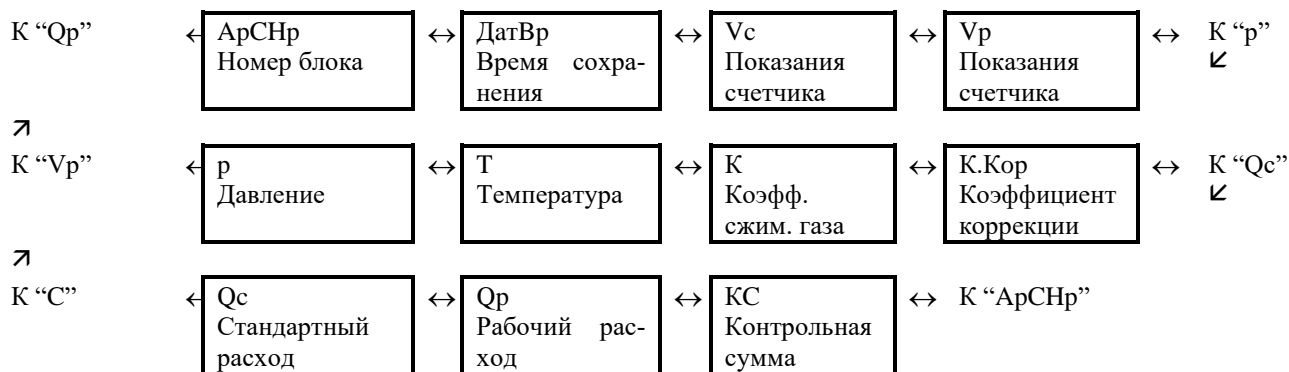 К “Qp” ← АрСНр ↔ ДатВр ↔ Vc ↔ Vp ↔ К “p”
Номер блока Время сохра- Показания Показания ↙
нения счетчика счетчика
↗
К “Vp” ← p ↔ T ↔ K ↔ К.Кор ↔ К “Qc”
Давление Температура Коэфф. Коэффициент ↙
сжим. газа коррекции
↗
К “C” ← Qc ↔ Qp ↔ КС ↔ К “АрСНр”
Стандартный Рабочий рас- Контрольная
расход ход сумма